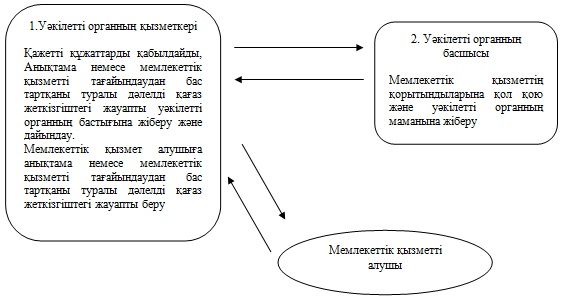 1.Уәкілетті органның қызметкері
Қажетті құжаттарды қабылдайды,
Анықтама немесе мемлекеттік
қызметті тағайындаудан бас
тартқаны туралы дәлелді қағаз
жеткізгіштегі жауапты уәкілетті
органның бастығына жіберу және
дайындау.
Мемлекеттік қызмет алушыға
анықтама немесе мемлекеттік
қызметті тағайындаудан бас
тартқаны туралы дәлелді қағаз
жеткізгіштегі жауапты беру
2. Уәкілетті органның
басшысы
Мемлекеттік қызметтің
қорытындыларына қол қою
және уәкілетті органның
маманына жіберу
Мемлекеттік қызметті
алушы